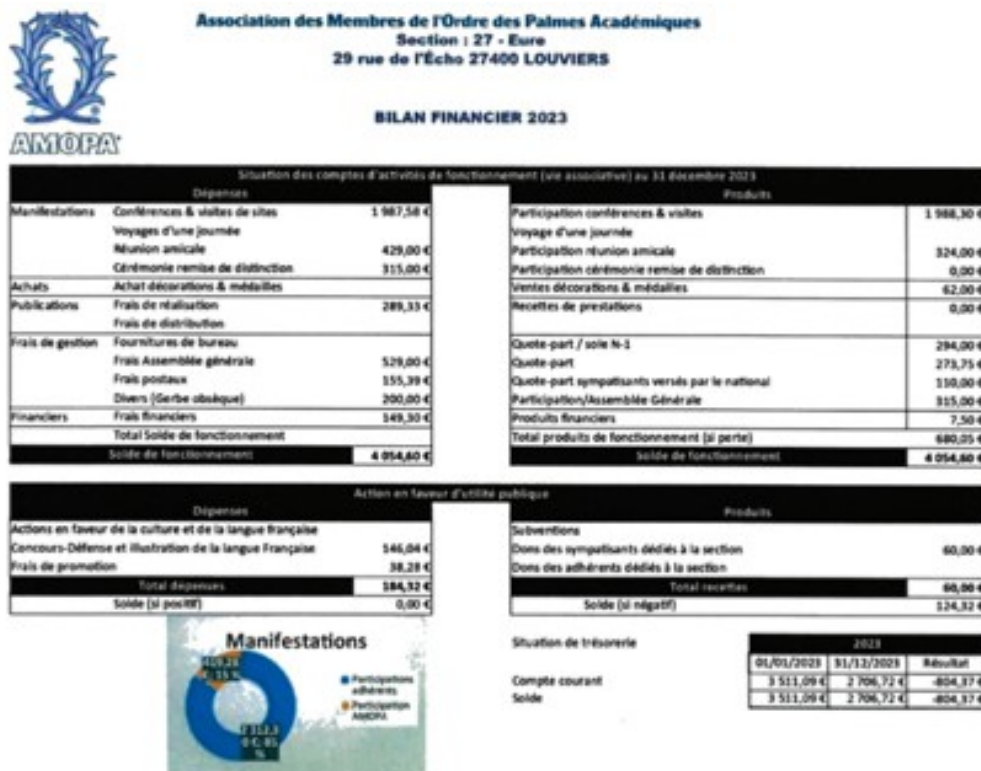 Association des Membres de l'Ordre des Palmes Académiques
Section : 27 - Eure
29 rue de l'Écho 27400 LOUVIERS
AMOPA
BILAN FINANCIER 2023
Situation des comptes d'activités de fonctionnement (vie associative) au 31 décembre 2023
Dépenses
Manifestations Conférences & visites de sites 1 987,58 €
Voyages d'une journée
Réunion amicale 429,00 €
Cérémonie remise de distinction 315,00 €
Achats Achat décorations & médailles
Publications Frais de réalisation 289,33 €
Frais de distribution
Frais de gestion Fournitures de bureau
Frais Assemblée générale 529,00 €
Frais postaux 155,39 €
Divers (Gerbe obsèque) 200,00 €
Financiers Frais financiers 149,30 €
Total Solde de fonctionnement
Solde de fonctionnement 4 054,60 €
Produits
Participation conférences & visites 1 988,30 €
Voyage d'une journée
Participation réunion amicale 324,00 €
Participation cérémonie remise de distinction 0,00 €
Ventes décorations & médailles 62,00 €
Recettes de prestations 0,00 €
Quote-part / sole N-1 294,00 €
Quote-part 273,75 €
Quote-part sympatisants versés par le national 110,00 €
Participation/Assemblée Générale 315,00 €
Produits financiers 7,50 €
Total produits de fonctionnement (si perte) 680,05 €
Solde de fonctionnement 4 054,60 €
Action en faveur d'utilité publique
Dépenses
Actions en faveur de la culture et de la langue française
Concours-Défense et illustration de la langue Française 146,04 €
Frais de promotion 38,28 €
Total dépenses 184,32 €
Solde (si positif) 0,00 €
Produits
Subventions
Dons des sympatisants dédiés à la section 60,00 €
Dons des adhérents dédiés à la section
Total recettes 60,00 €
Solde (si négatif) 124,32 €
Manifestations
€; 15 %
€; 85
%
Participations
adhérents
Participation
AMOPA
Situation de trésorerie 2023
01/01/2023 31/12/2023 Résultat
Compte courant 3 511,09 € 2 706,72 € -804,37 €
Solde 3 511,09 € 2 706,72 € -804,37 €